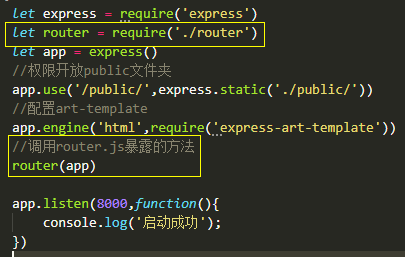 let express = require('express')
let router = require('./router')
let app = express()
//权限开放public文件夹
app.use('/public/',express.static('./public/'))
//配置art-template
app.engine('html',require('express-art-template'))
//调用router.js暴露的方法
router(app)
app.listen(8000,function(){
console.log('启动成功');
})